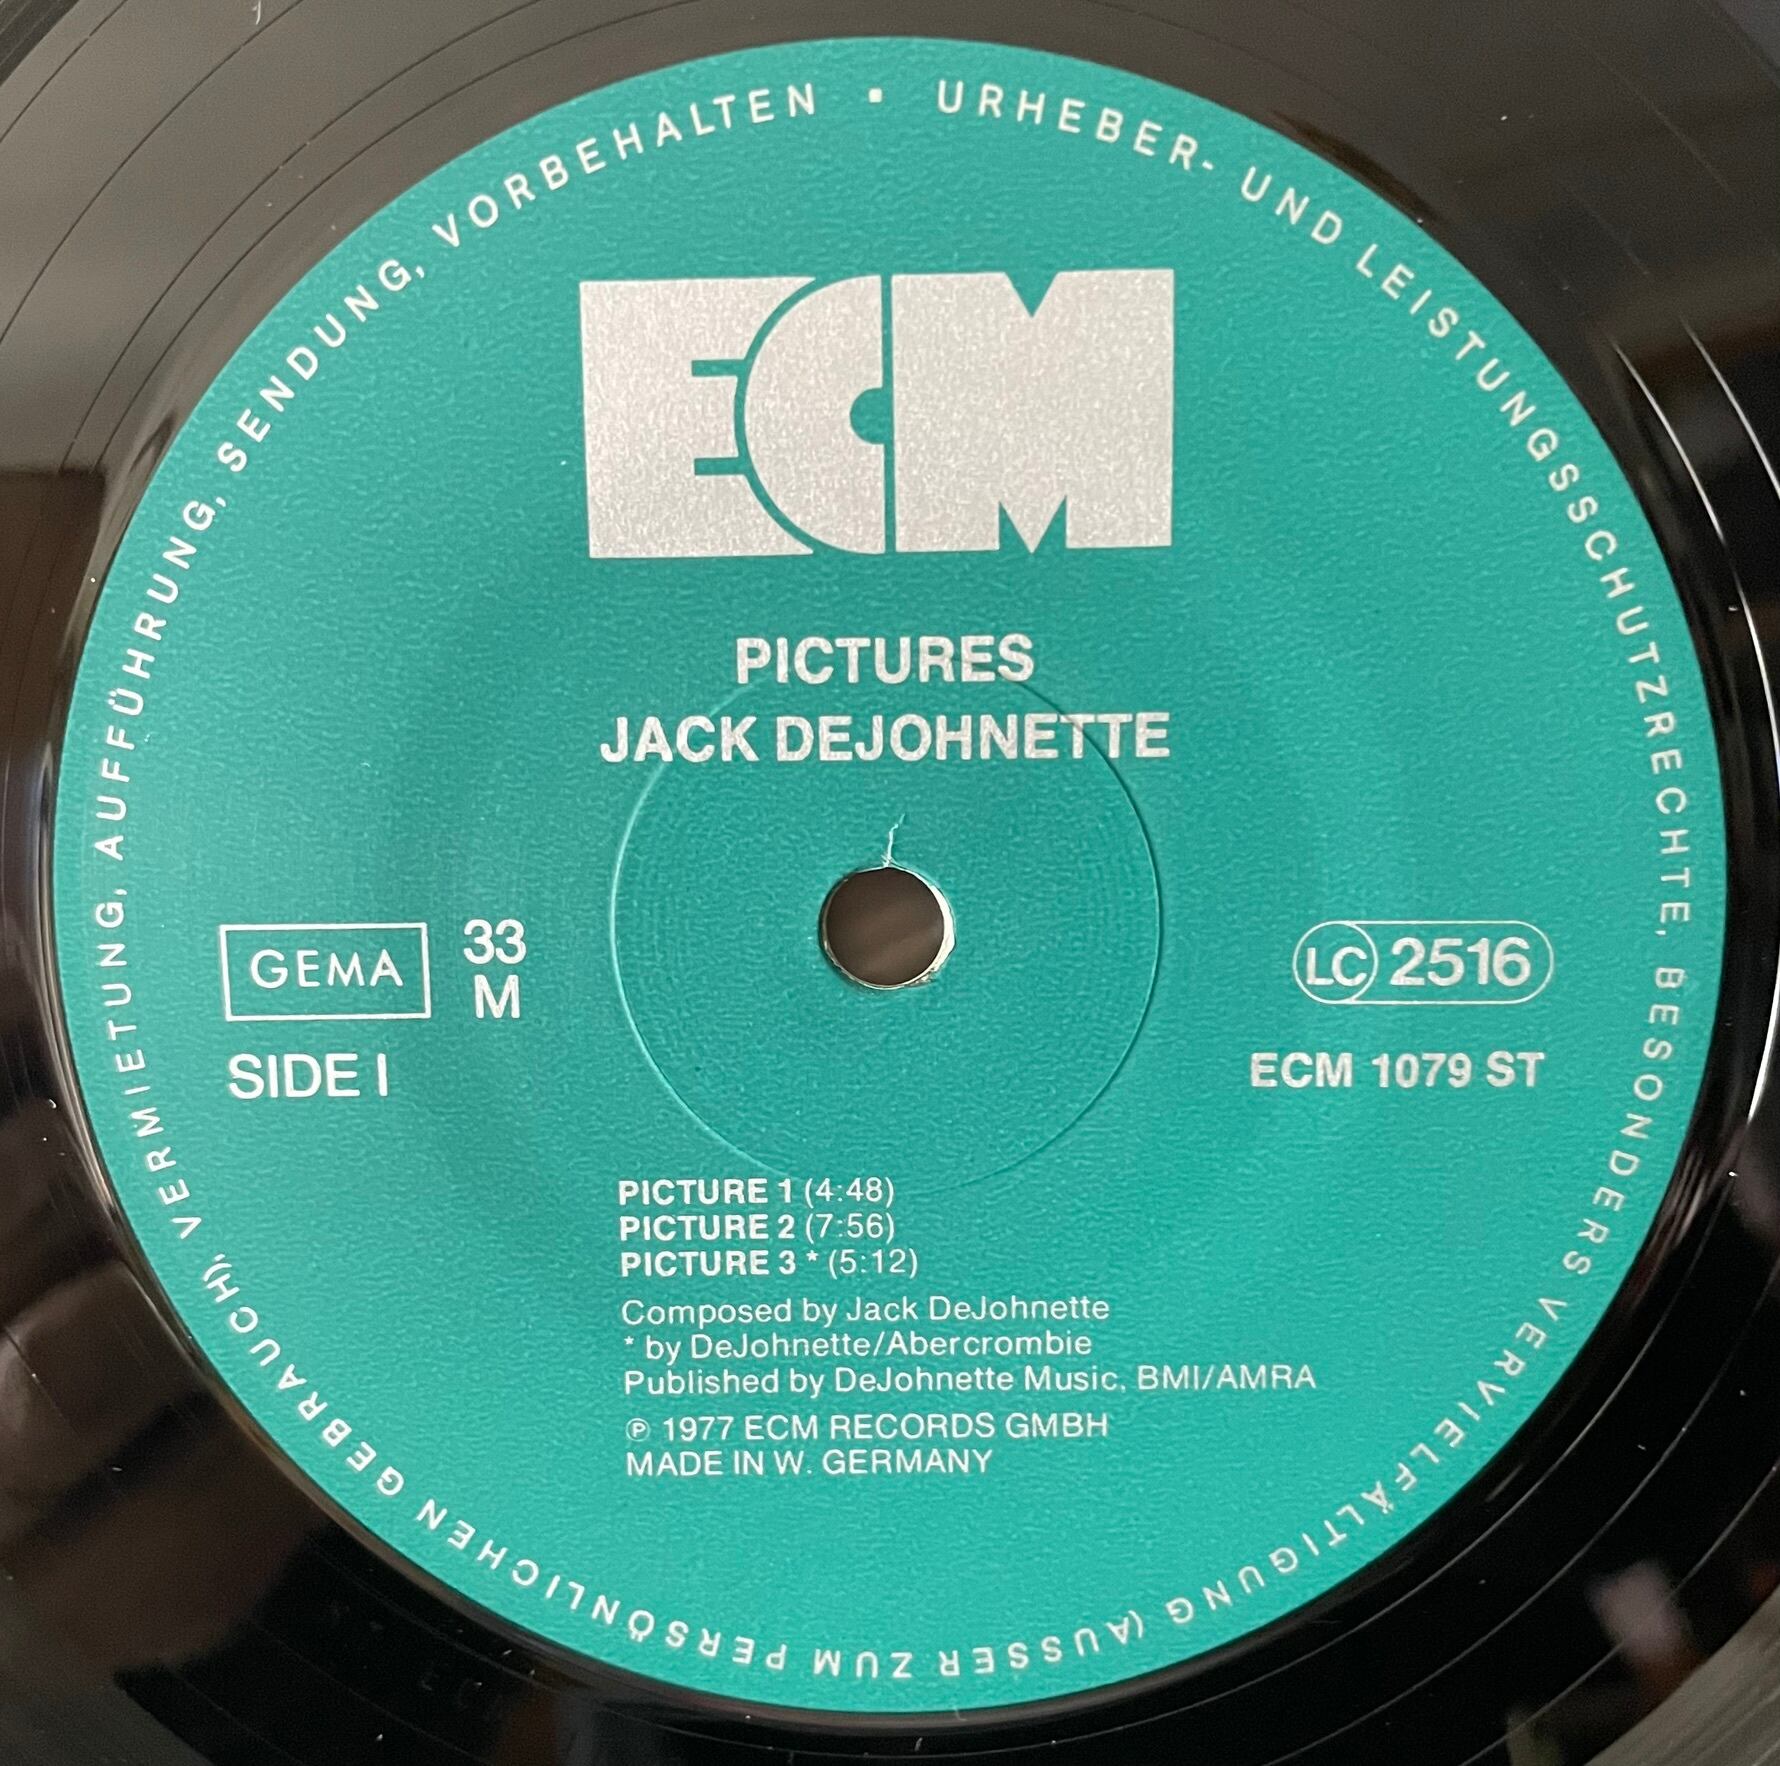 URHEBER- UND LEISTUNGSSCHUTZRECHTE, BESONDERS VERVIELFÄLTIGUNG (AUSSER ZUM PERSÖNLICHEN GEBRAUCH), VERMIETUNG, AUFFÜHRUNG, SENDUNG, VORBEHALTEN •
ECM
PICTURES
JACK DEJOHNETTE
GEMA
33
M
SIDE I
LC 2516
ECM 1079 ST
PICTURE 1 (4:48)
PICTURE 2 (7:56)
PICTURE 3 * (5:12)
Composed by Jack DeJohnette
* by DeJohnette/Abercrombie
Published by DeJohnette Music, BMI/AMRA
℗ 1977 ECM RECORDS GMBH
MADE IN W. GERMANY